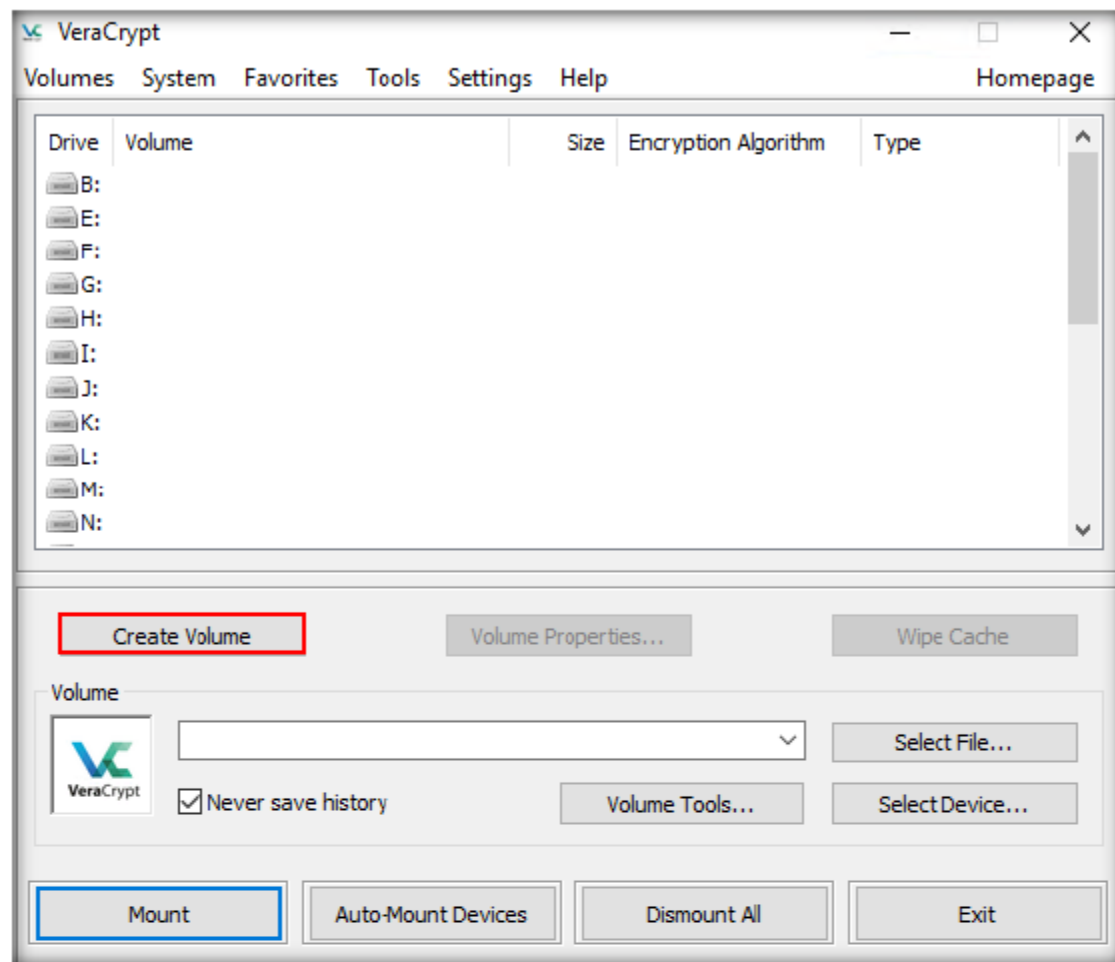 VeraCrypt
Volumes System Favorites Tools Settings Help Homepage
Drive Volume Size Encryption Algorithm Type
B:
E:
F:
G:
H:
I:
J:
K:
L:
M:
N:
Create Volume Volume Properties... Wipe Cache
Volume
VeraCrypt
Select File...
Never save history Volume Tools... Select Device...
Mount Auto-Mount Devices Dismount All Exit